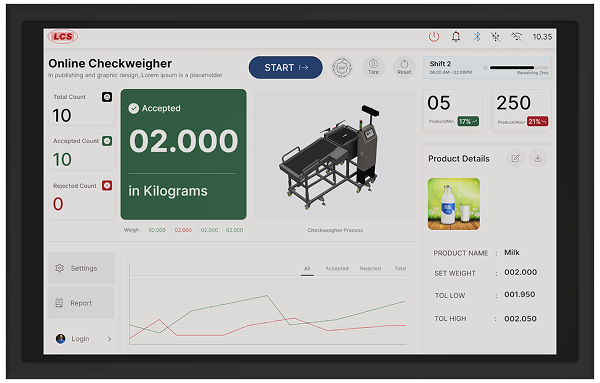 LCS
10.35
Online Checkweigher
In publishing and graphic design, Lorem ipsum is a placeholder
START
Tare
Reset
Shift 2
06.00 AM - 02.00PM
Remaining 2hrs
Total Count
10
Accepted Count
10
Rejected Count
0
Accepted
02.000
in Kilograms
Weigh 02.000 02.000 02.000 02.000
Checkweigher Process
05
Product/Min 17%
250
Product/Hour 21%
Product Details
PRODUCT NAME : Milk
SET WEIGHT : 002.000
TOL LOW : 001.950
TOL HIGH : 002.050
Settings
Report
Login
All Accepted Rejected Total